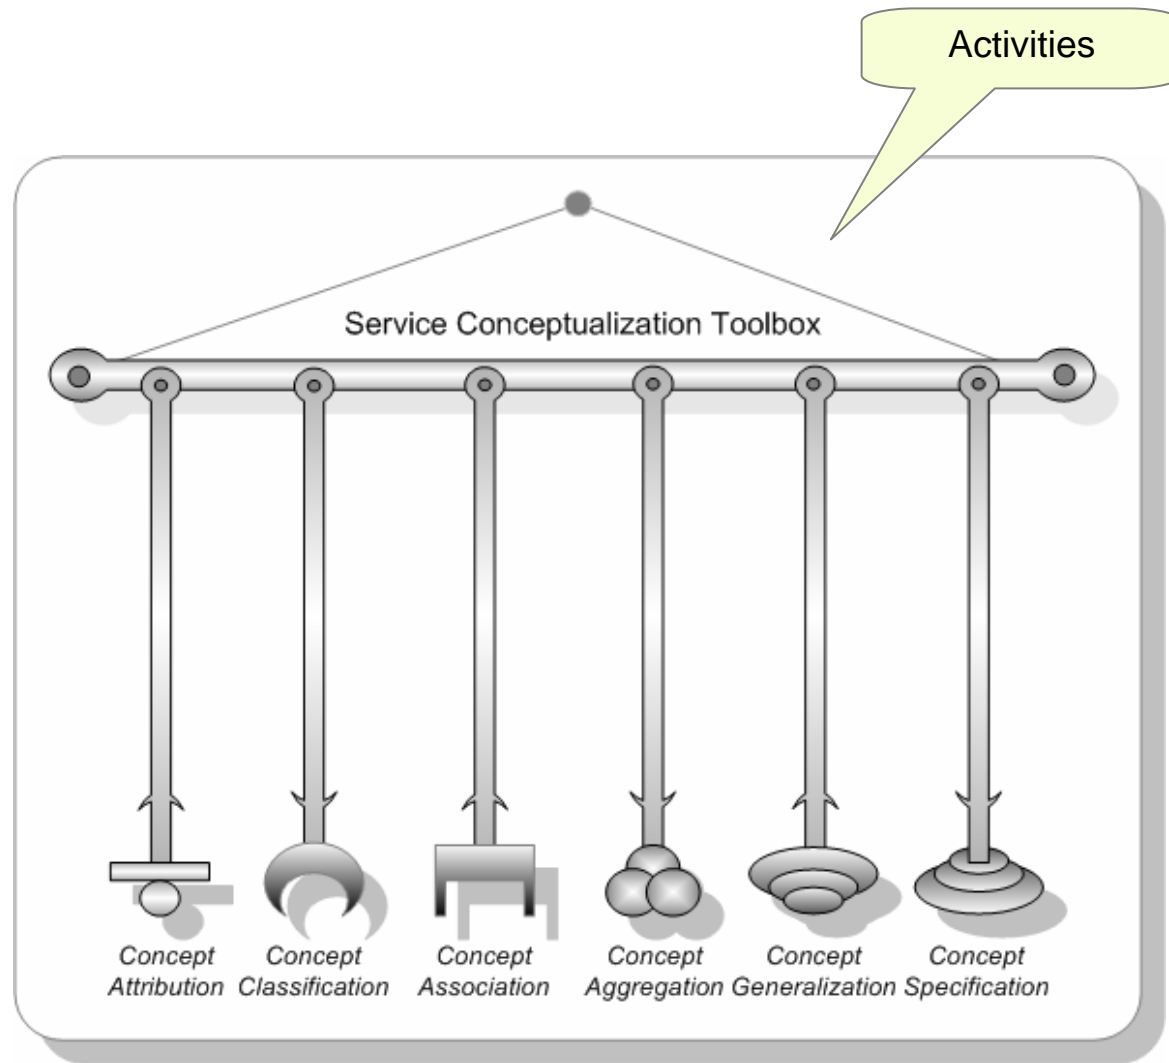 Activities
Service Conceptualization Toolbox
Concept Attribution
Concept Classification
Concept Association
Concept Aggregation
Concept Generalization
Concept Specification